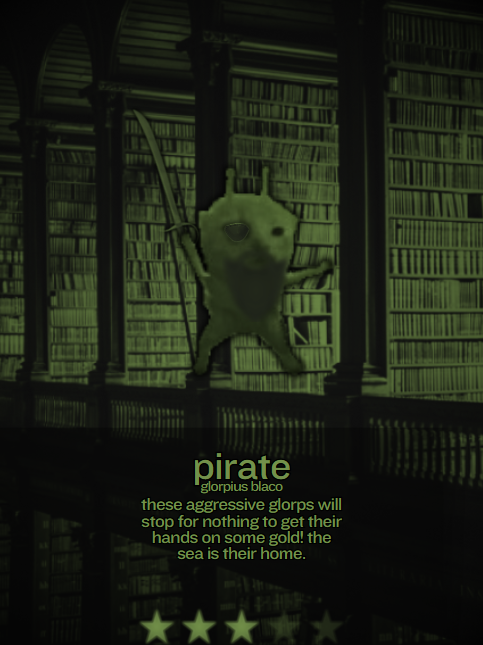 pirate
glorpius blaco
these aggressive glorps will
stop for nothing to get their
hands on some gold! the
sea is their home.